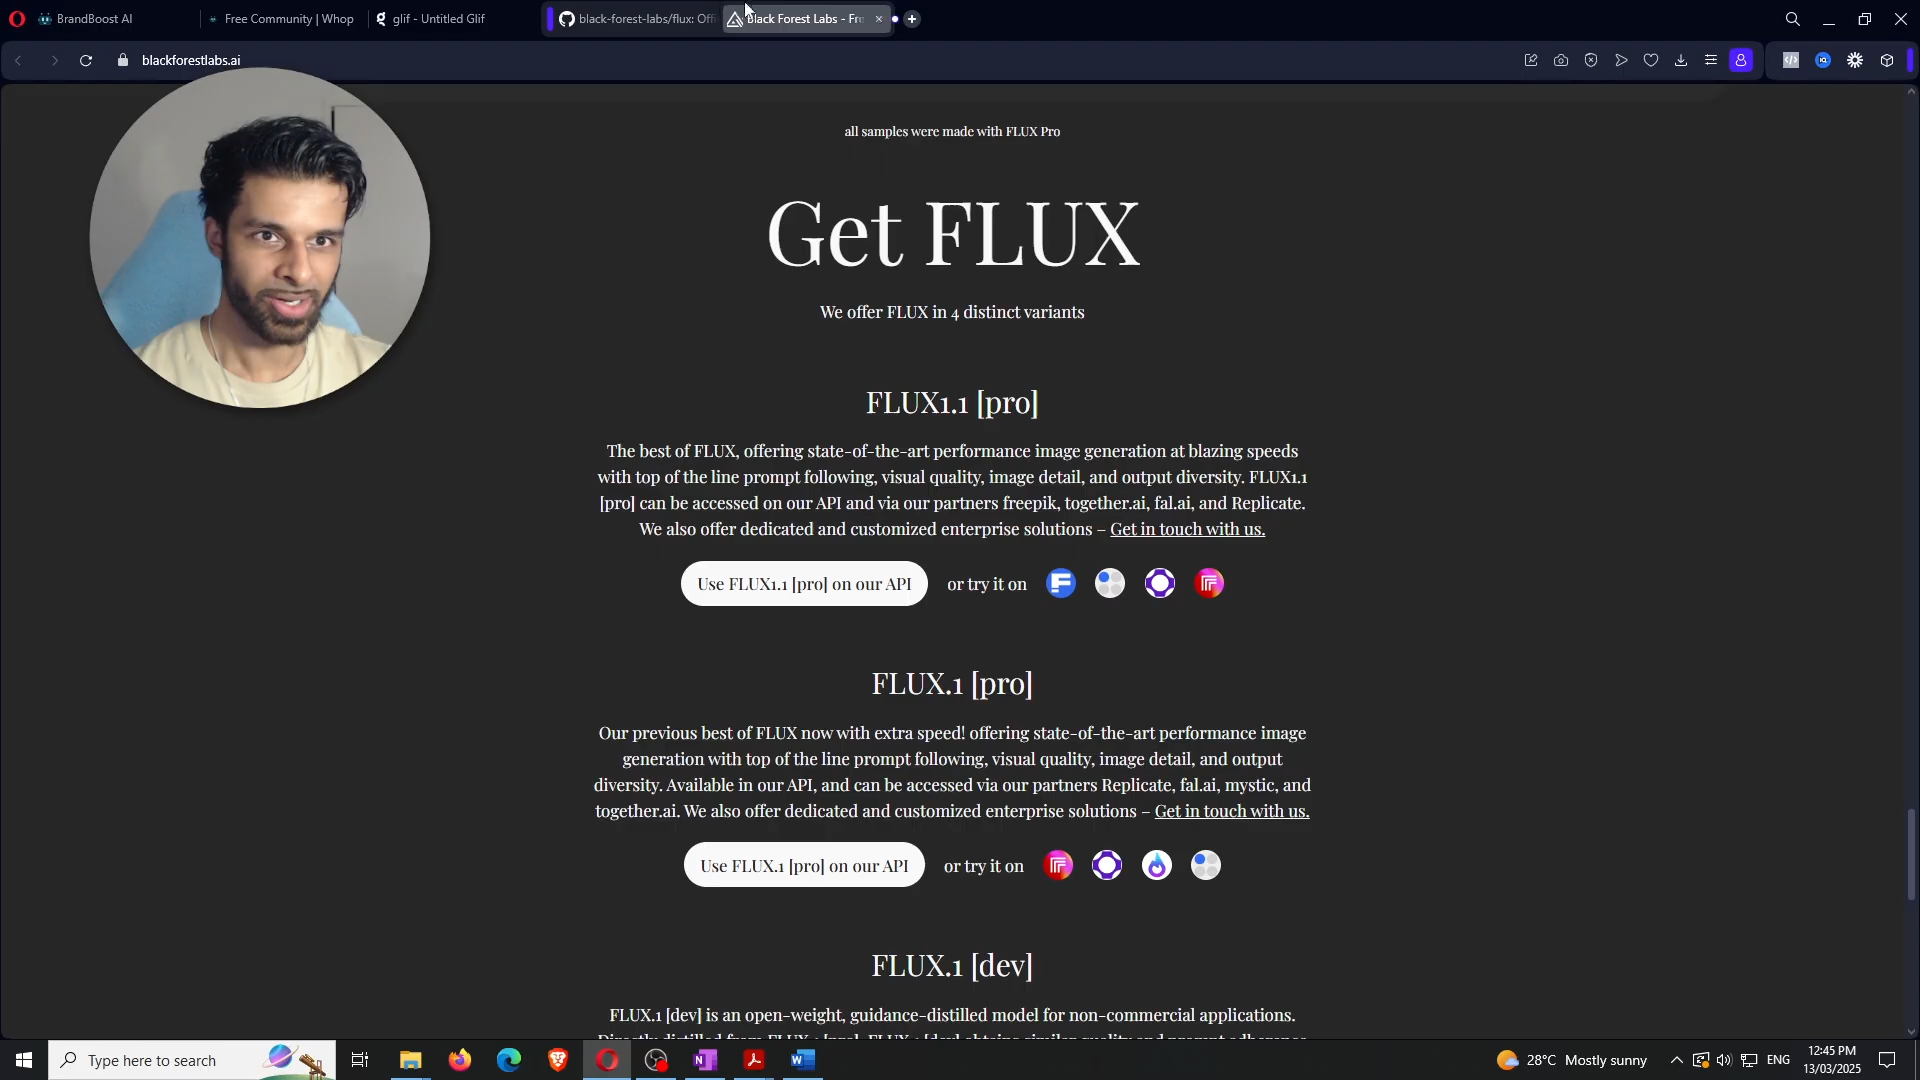 BrandBoost AI
Free Community | Whop
glif - Untitled Glif
black-forest-labs/flux: Offi
Black Forest Labs - Fr
blackforestlabs.ai
all samples were made with FLUX Pro
Get FLUX
We offer FLUX in 4 distinct variants
FLUX1.1 [pro]
The best of FLUX, offering state-of-the-art performance image generation at blazing speeds
with top of the line prompt following, visual quality, image detail, and output diversity. FLUX1.1
[pro] can be accessed on our API and via our partners freepik, together.ai, fal.ai, and Replicate.
We also offer dedicated and customized enterprise solutions – Get in touch with us.
Use FLUX1.1 [pro] on our API
or try it on
FLUX.1 [pro]
Our previous best of FLUX now with extra speed! offering state-of-the-art performance image
generation with top of the line prompt following, visual quality, image detail, and output
diversity. Available in our API, and can be accessed via our partners Replicate, fal.ai, mystic, and
together.ai. We also offer dedicated and customized enterprise solutions – Get in touch with us.
Use FLUX.1 [pro] on our API
or try it on
FLUX.1 [dev]
FLUX.1 [dev] is an open-weight, guidance-distilled model for non-commercial applications.
Type here to search
28°C Mostly sunny
ENG
12:45 PM
13/03/2025